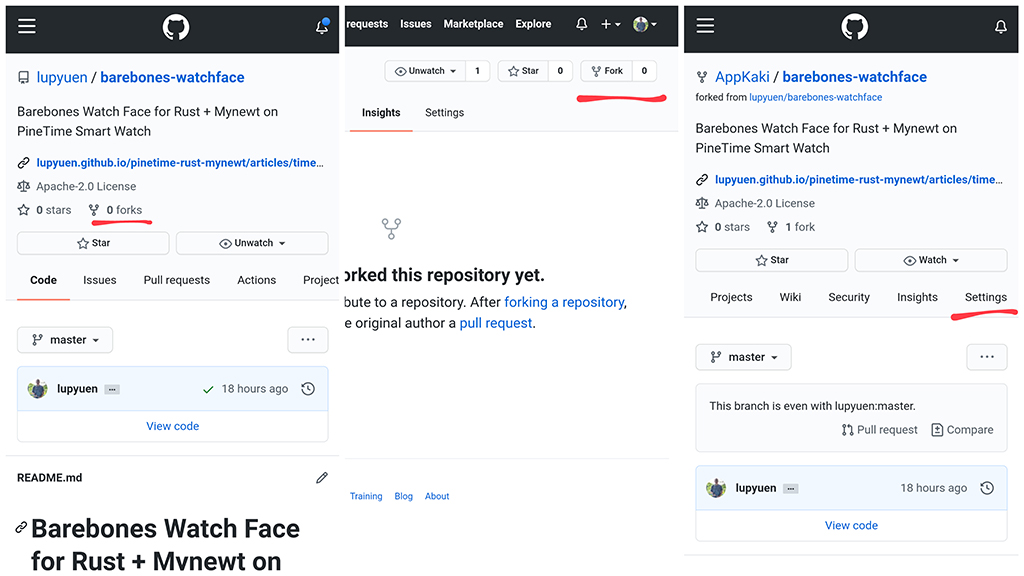 lupyuen / barebones-watchface
Barebones Watch Face for Rust + Mynewt on
PineTime Smart Watch
lupyuen.github.io/pinetime-rust-mynewt/articles/time...
Apache-2.0 License
0 stars 0 forks
Star Unwatch
Code Issues Pull requests Actions Project
master ...
lupyuen ... 18 hours ago
View code
README.md
Barebones Watch Face
for Rust + Mynewt on
requests Issues Marketplace Explore
Unwatch 1 Star 0 Fork 0
Insights Settings
orked this repository yet.
bute to a repository. After forking a repository,
e original author a pull request.
Training Blog About
AppKaki / barebones-watchface
forked from lupyuen/barebones-watchface
Barebones Watch Face for Rust + Mynewt on
PineTime Smart Watch
lupyuen.github.io/pinetime-rust-mynewt/articles/time...
Apache-2.0 License
0 stars 1 fork
Star Watch
Projects Wiki Security Insights Settings
master ...
This branch is even with lupyuen:master.
Pull request Compare
lupyuen ... 18 hours ago
View code